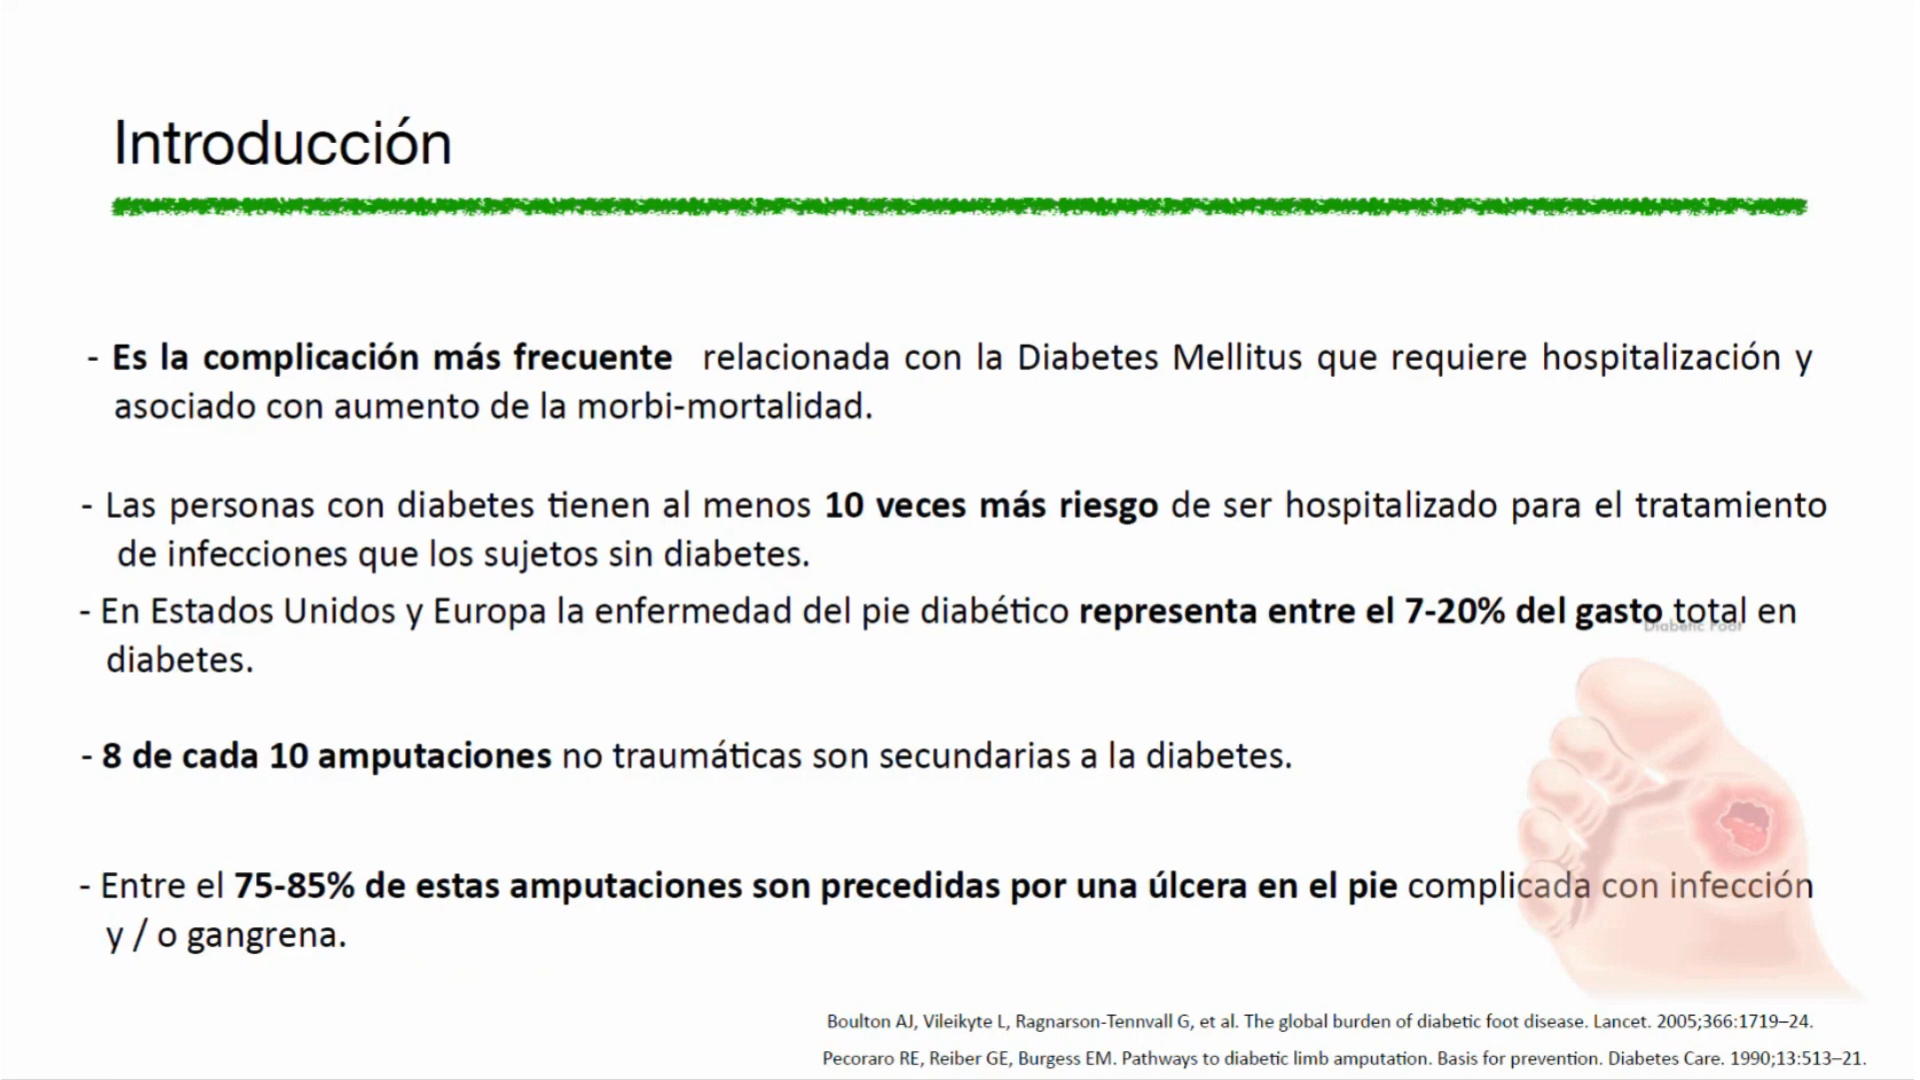 Introducción
- Es la complicación más frecuente relacionada con la Diabetes Mellitus que requiere hospitalización y
asociado con aumento de la morbi-mortalidad.
- Las personas con diabetes tienen al menos 10 veces más riesgo de ser hospitalizado para el tratamiento
de infecciones que los sujetos sin diabetes.
- En Estados Unidos y Europa la enfermedad del pie diabético representa entre el 7-20% del gasto total en
diabetes.
Diabetic Foot
- 8 de cada 10 amputaciones no traumáticas son secundarias a la diabetes.
- Entre el 75-85% de estas amputaciones son precedidas por una úlcera en el pie complicada con infección
y / o gangrena.
Boulton AJ, Vileikyte L, Ragnarson-Tennvall G, et al. The global burden of diabetic foot disease. Lancet. 2005;366:1719–24.
Pecoraro RE, Reiber GE, Burgess EM. Pathways to diabetic limb amputation. Basis for prevention. Diabetes Care. 1990;13:513–21.